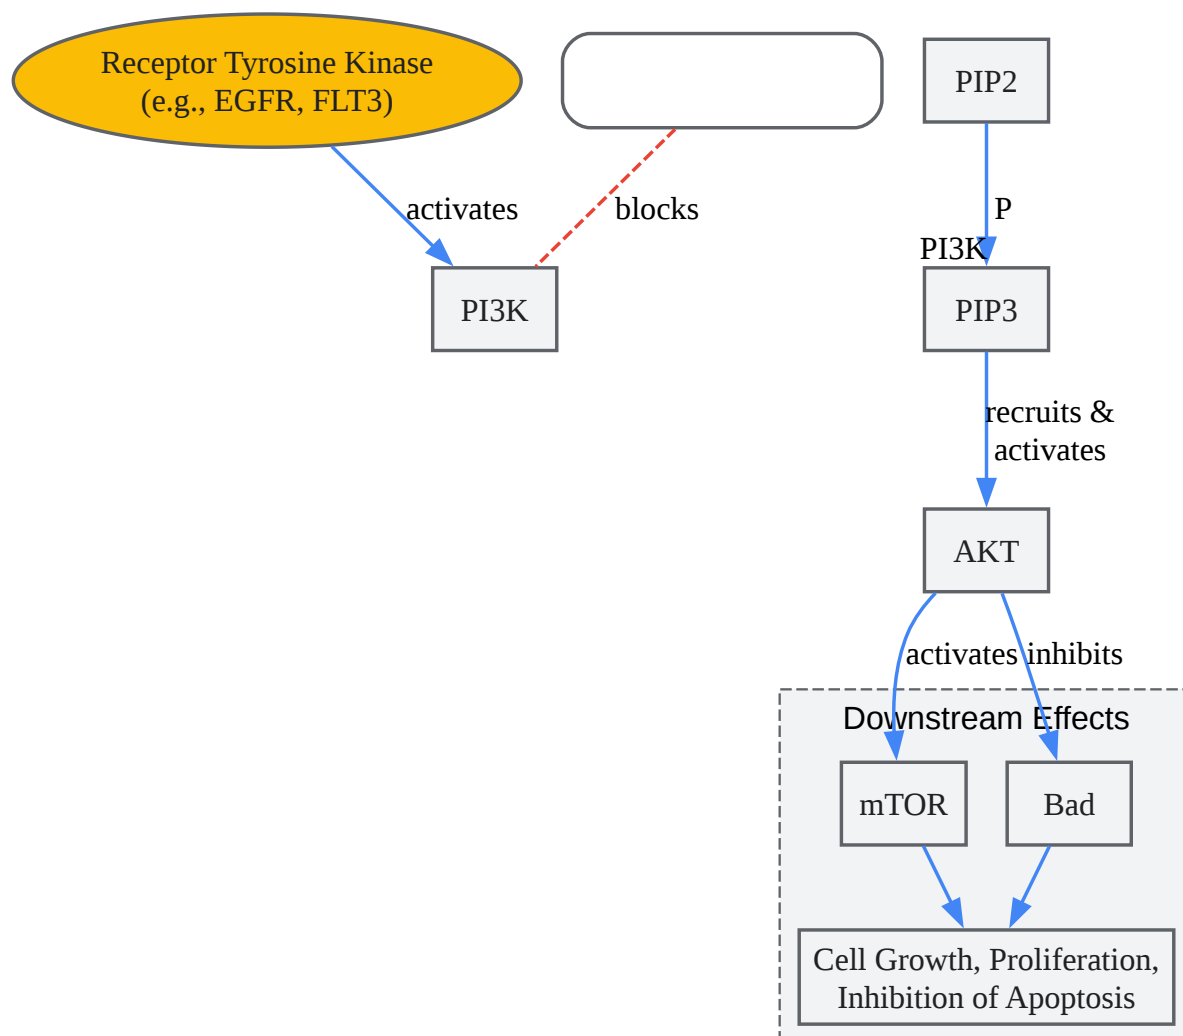 Receptor Tyrosine Kinase
(e.g., EGFR, FLT3)
PIP2
activates
blocks
P
PI3K
PI3K
PIP3
recruits &
activates
AKT
activates
inhibits
Downstream Effects
mTOR
Bad
Cell Growth, Proliferation,
Inhibition of Apoptosis